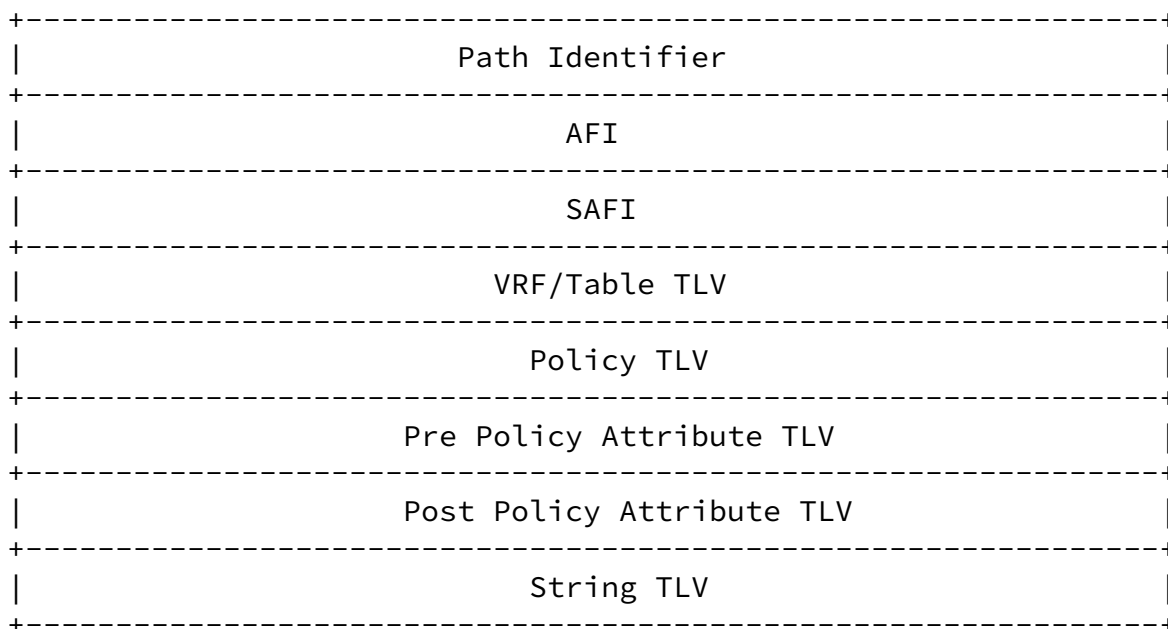 Path Identifier
AFI
SAFI
VRF/Table TLV
Policy TLV
Pre Policy Attribute TLV
Post Policy Attribute TLV
String TLV